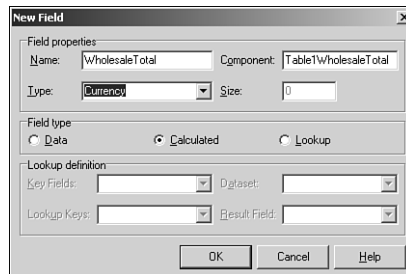 New Field
Field properties
Name: WholesaleTotal Component: Table1WholesaleTotal
Type: Currency Size: 0
Field type
Data Calculated Lookup
Lookup definition
Key Fields: Dataset:
Lookup Keys: Result Field:
OK Cancel Help